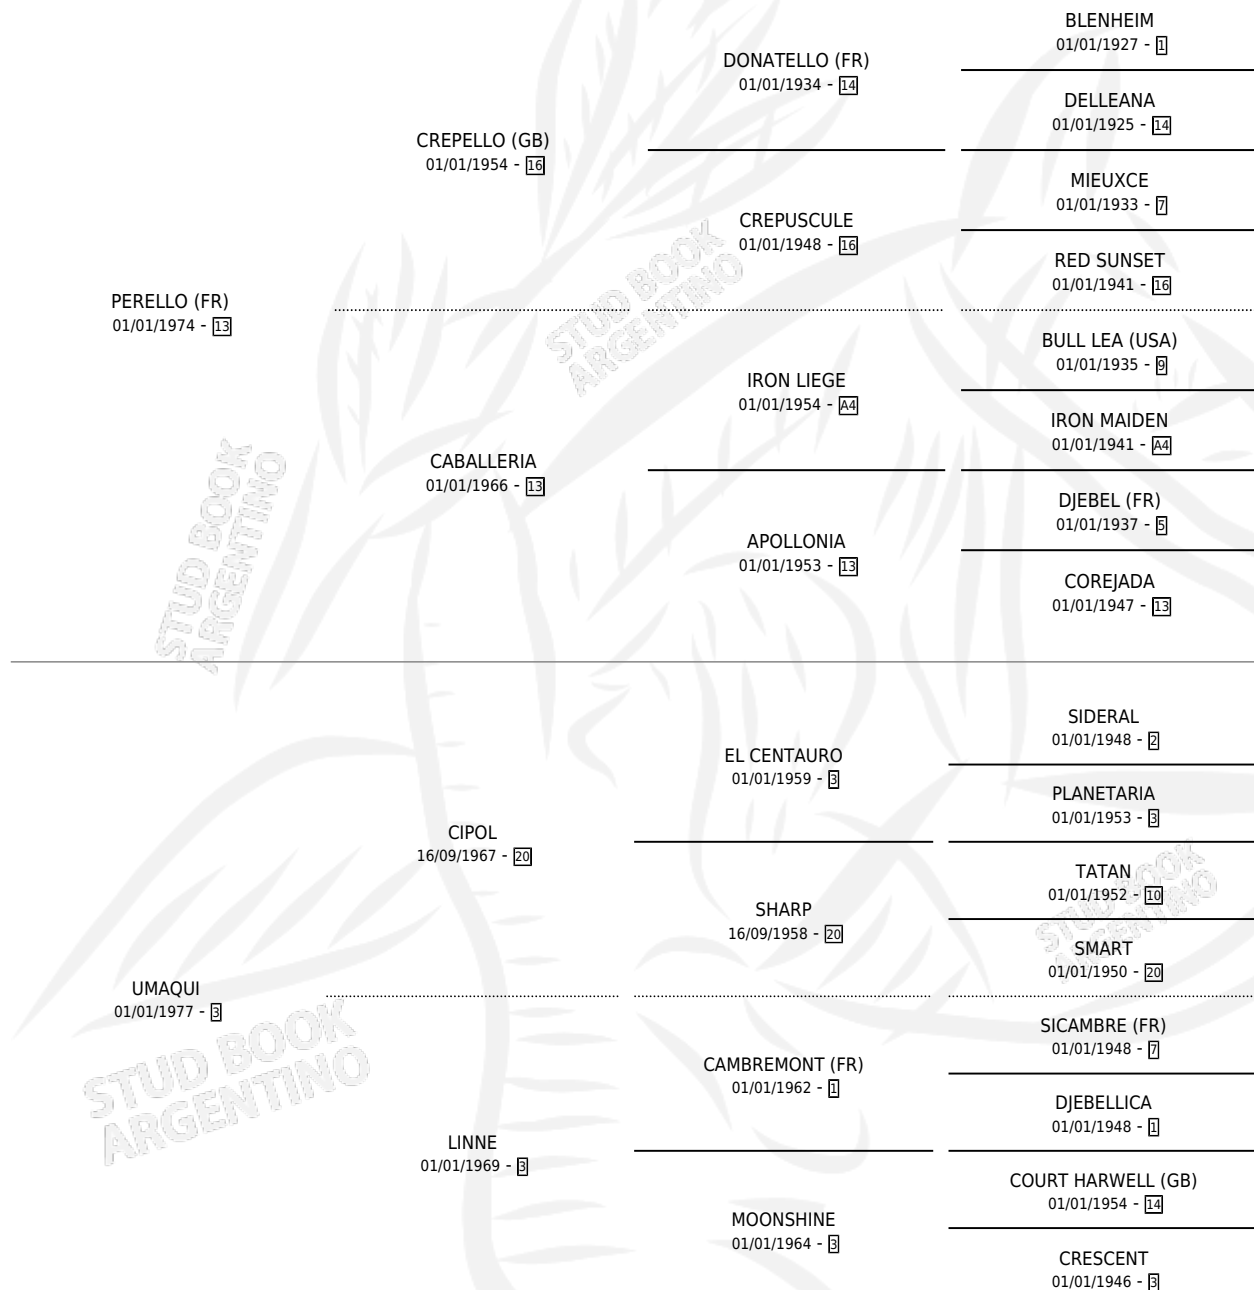 BLENHEIM
01/01/1927 - 1
DONATELLO (FR)
01/01/1934 - 14
DELLEANA
01/01/1925 - 14
CREPELLO (GB)
01/01/1954 - 16
MIEUXCE
01/01/1933 - 7
CREPUSCULE
01/01/1948 - 16
RED SUNSET
01/01/1941 - 16
PERELLO (FR)
01/01/1974 - 13
BULL LEA (USA)
01/01/1935 - 9
IRON LIEGE
01/01/1954 - A4
IRON MAIDEN
01/01/1941 - A4
CABALLERIA
01/01/1966 - 13
DJEBEL (FR)
01/01/1937 - 5
APOLLONIA
01/01/1953 - 13
COREJADA
01/01/1947 - 13
SIDERAL
01/01/1948 - 2
EL CENTAURO
01/01/1959 - 3
PLANETARIA
01/01/1953 - 3
CIPOL
16/09/1967 - 20
TATAN
01/01/1952 - 10
SHARP
16/09/1958 - 20
SMART
01/01/1950 - 20
UMAQUI
01/01/1977 - 3
SICAMBRE (FR)
01/01/1948 - 7
CAMBREMONT (FR)
01/01/1962 - 1
DJEBELLICA
01/01/1948 - 1
LINNE
01/01/1969 - 3
COURT HARWELL (GB)
01/01/1954 - 14
MOONSHINE
01/01/1964 - 3
CRESCENT
01/01/1946 - 3
STUD BOOK
ARGENTINO
STUD BOOK
ARGENTINO
STUD BOOK
ARGENTINO
STUD BOOK
ARGENTINO